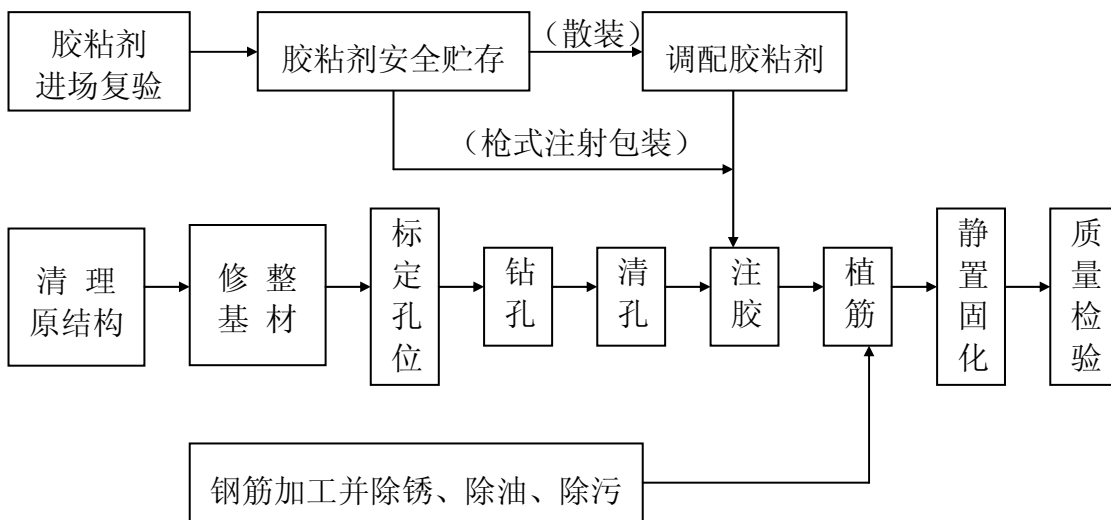 胶粘剂
进场复验
胶粘剂安全贮存
（散装）
调配胶粘剂
（枪式注射包装）
清 理
原结构
修 整
基 材
标
定
孔
位
钻
孔
清
孔
注
胶
植
筋
静
置
固
化
质
量
检
验
钢筋加工并除锈、除油、除污